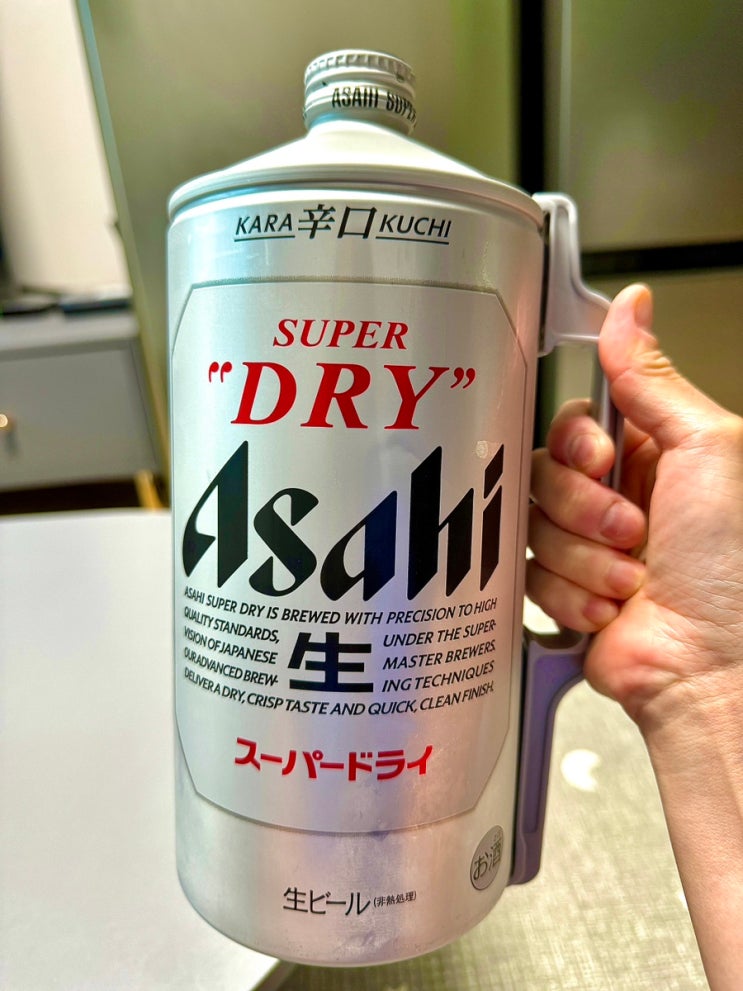 ASAHI SUPER
KARA 辛口 KUCHI
SUPER
"DRY"
Asahi
ASAHI SUPER DRY IS BREWED WITH PRECISION TO HIGH
QUALITY STANDARDS, UNDER THE SUPER-
VISION OF JAPANESE 生 MASTER BREWERS.
OUR ADVANCED BREW- ING TECHNIQUES
DELIVER A DRY, CRISP TASTE AND QUICK, CLEAN FINISH.
スーパードライ
お酒
生ビール(非熱処理)